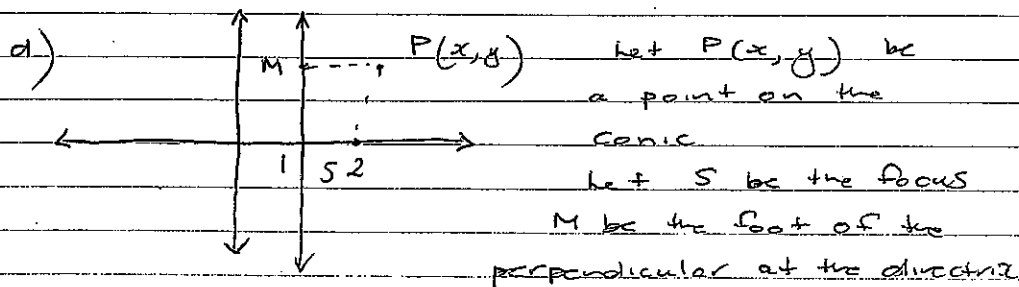 d)
P(x,y) Let P(x,y) be
M a point on the
conic
1 S 2 Let S be the focus
M be the foot of the
perpendicular at the directrix